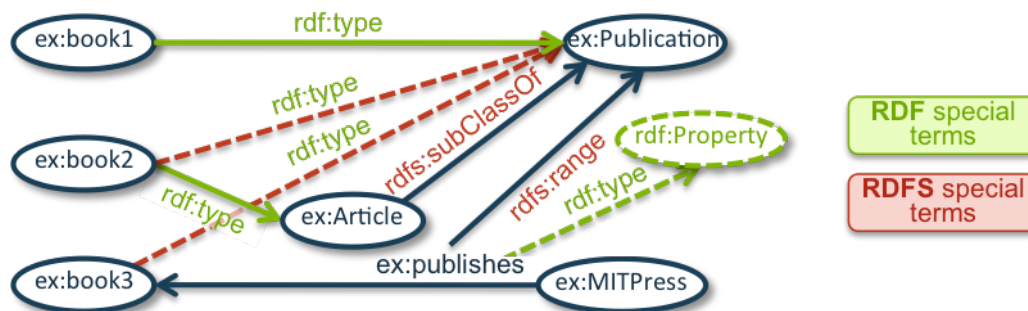 rdf:type
ex:book1
ex:Publication
rdf:type
rdf:type
rdfs:subClassOf
rdf:Property
RDF special
terms
ex:book2
rdf:type
rdfs:range
rdf:type
RDFS special
terms
ex:Article
ex:publishes
ex:book3
ex:MITPress